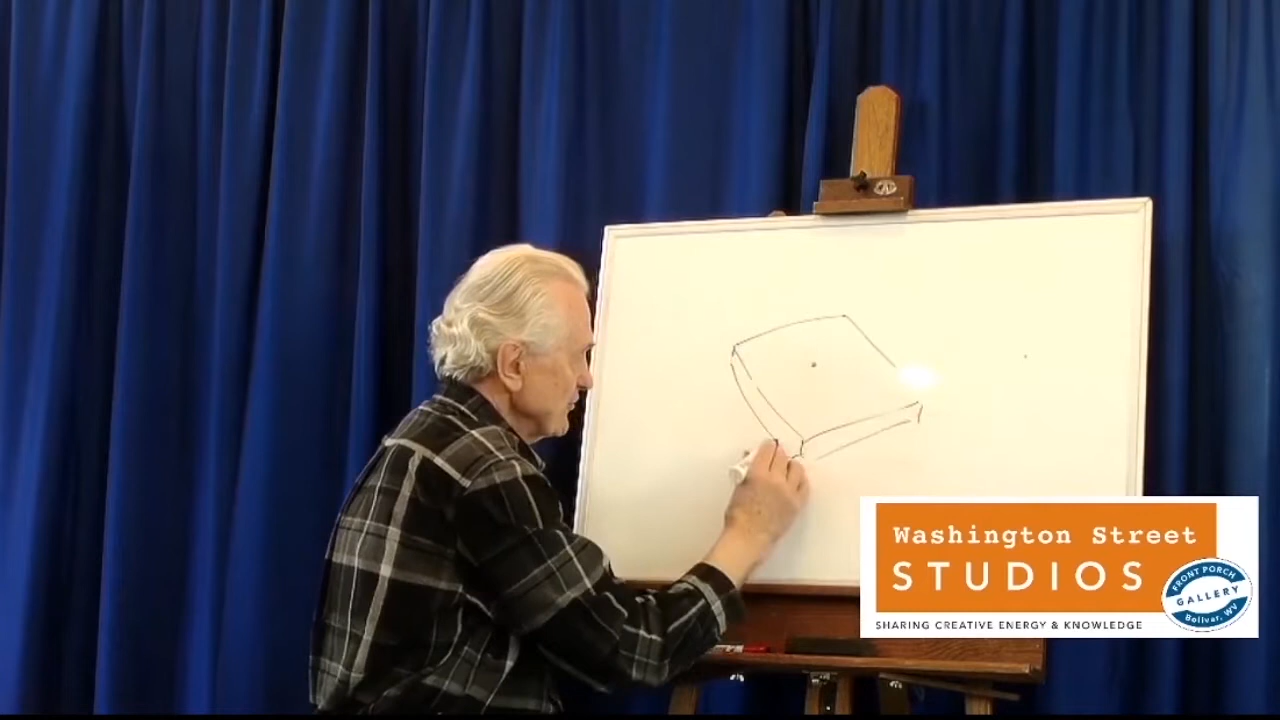 Washington Street
STUDIOS
SHARING CREATIVE ENERGY & KNOWLEDGE
FRONT PORCH
GALLERY
Bolivar, WV